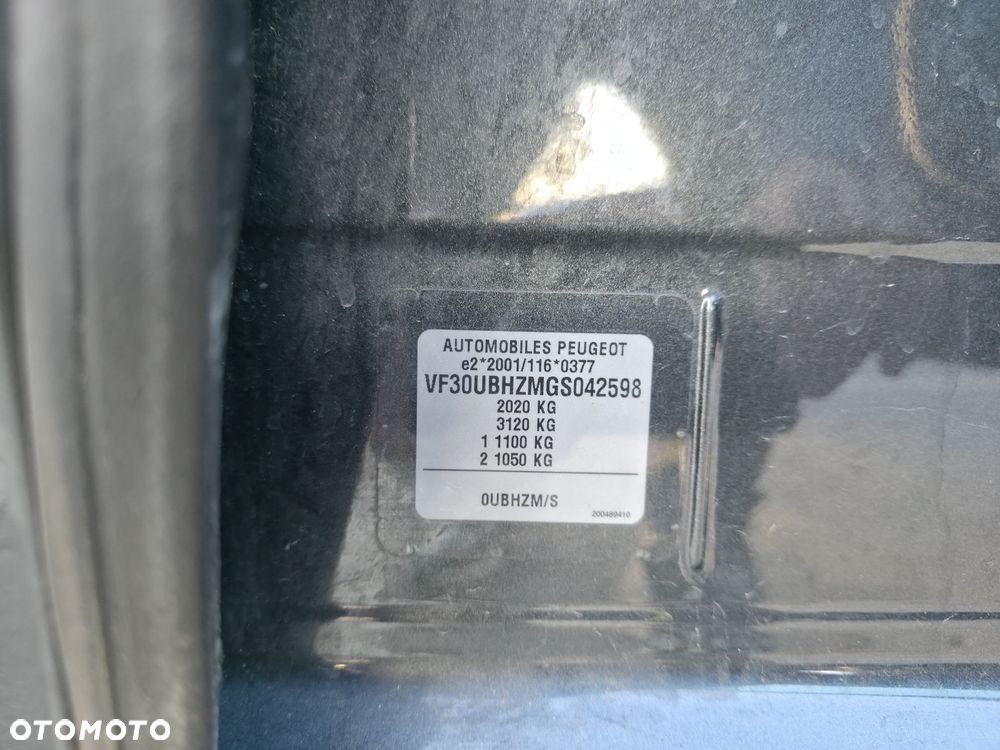 AUTOMOBILES PEUGEOT
e2*2001/116*0377
VF30UBHZMGS042598
2020 KG
3120 KG
1 1100 KG
2 1050 KG
0UBHZM/S
200489410
OTOMOTO